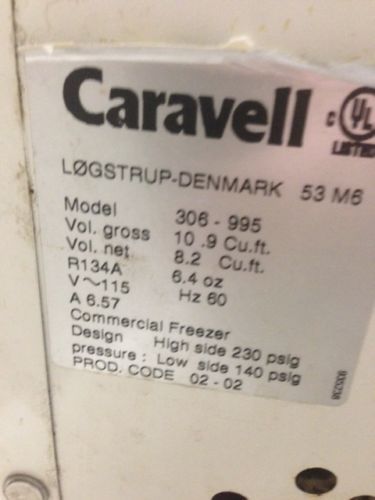 Caravell
C UL
LISTED
LØGSTRUP-DENMARK 53 M6
Model 306 - 995
Vol. gross 10 .9 Cu.ft.
Vol. net 8.2 Cu.ft.
R134A 6.4 oz
V ~115 Hz 60
A 6.57
Commercial Freezer
Design High side 230 psig
pressure : Low side 140 psig
PROD. CODE 02 - 02